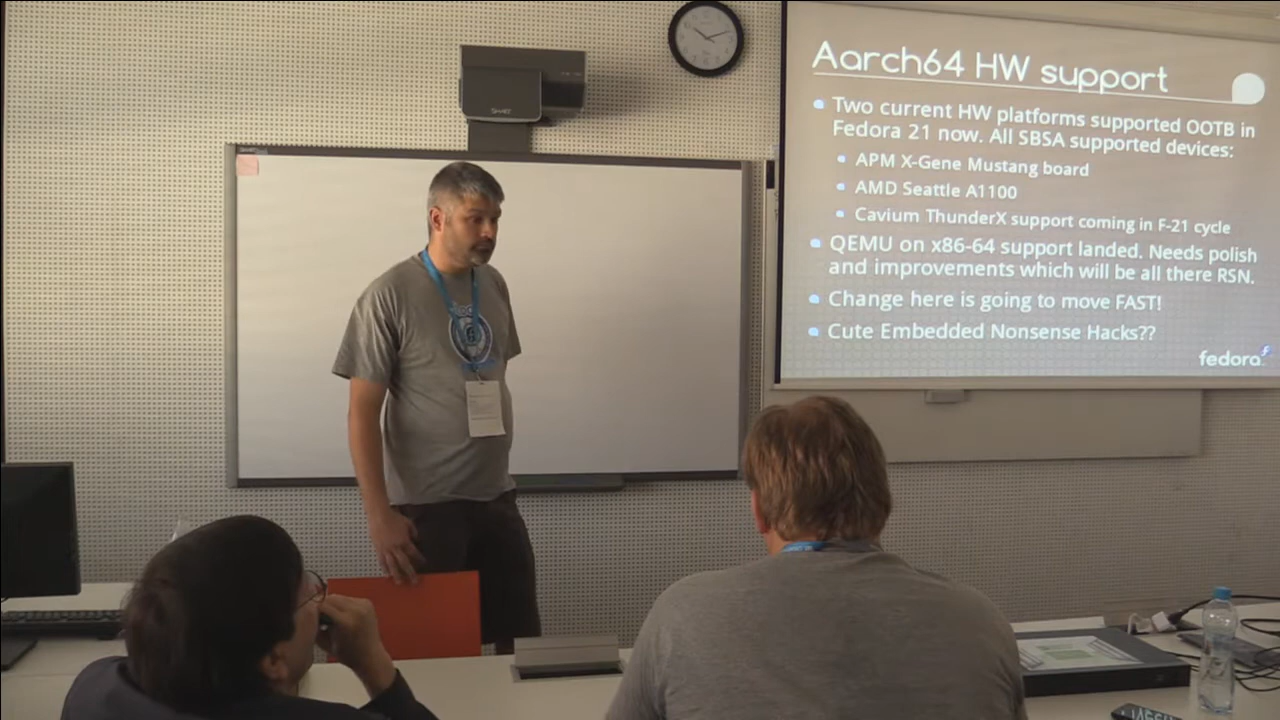 SMART
Aarch64 HW support
Two current HW platforms supported OOTB in
Fedora 21 now. All SBSA supported devices:
APM X-Gene Mustang board
AMD Seattle A1100
Cavium ThunderX support coming in F-21 cycle
QEMU on x86-64 support landed. Needs polish
and improvements which will be all there RSN.
Change here is going to move FAST!
Cute Embedded Nonsense Hacks??
fedora